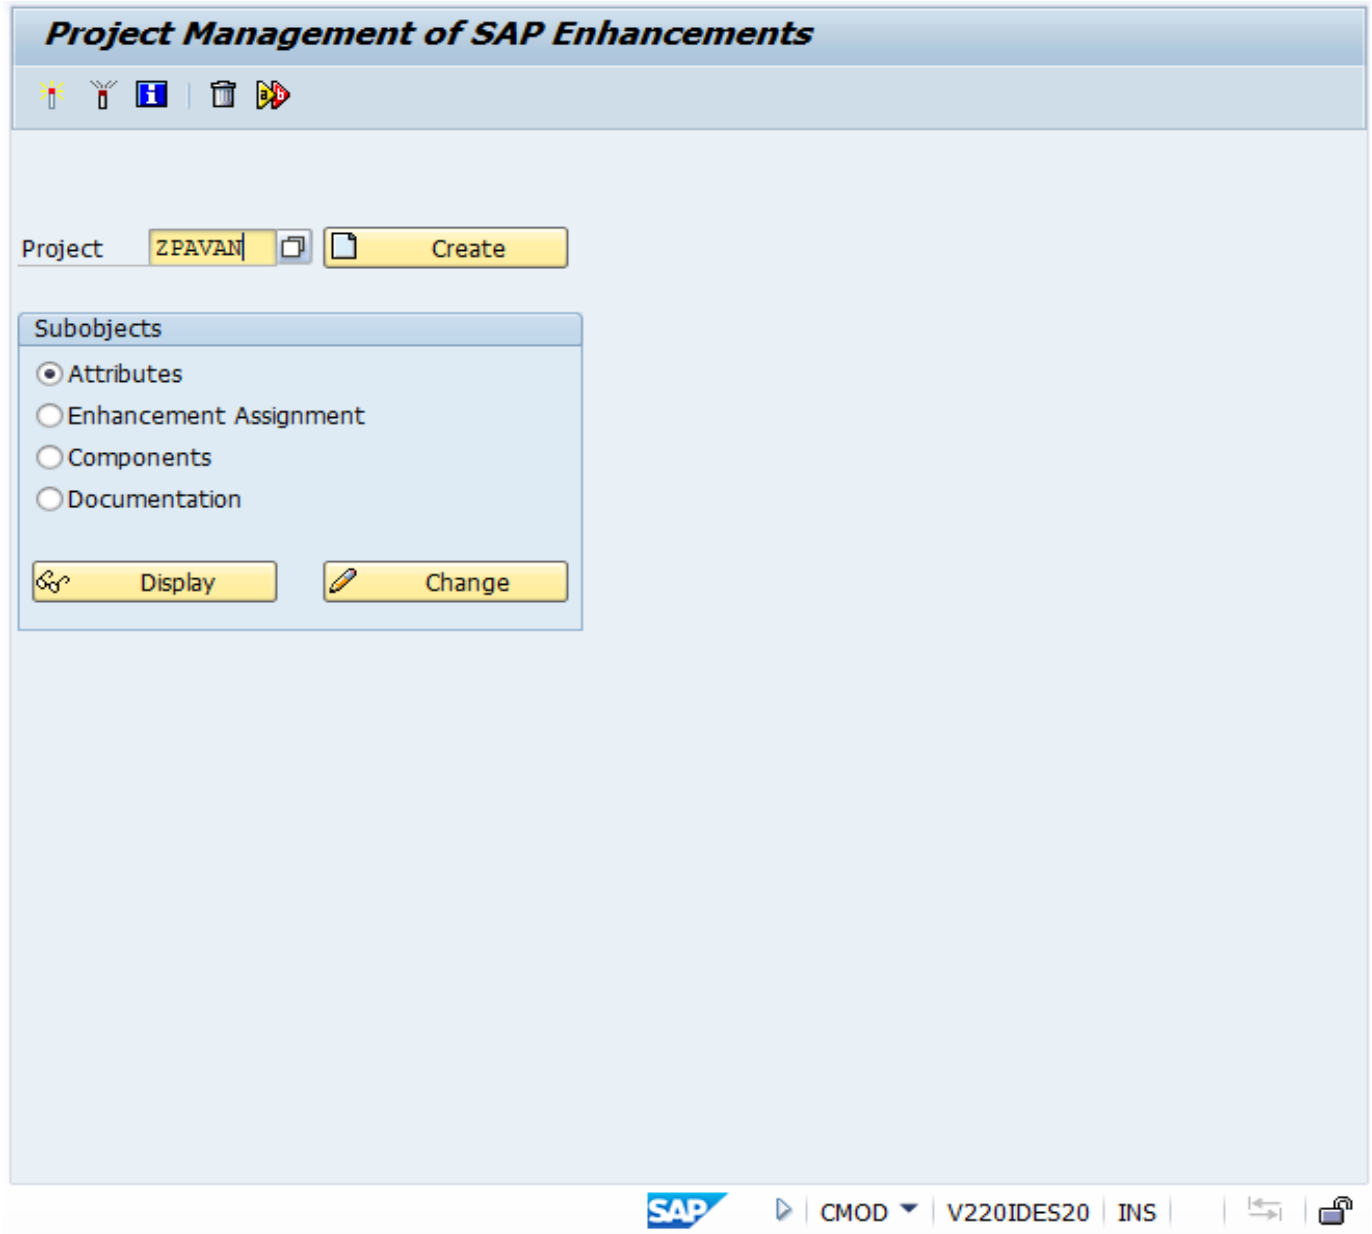 Project Management of SAP Enhancements
Project ZPAVAN Create
Subobjects
Attributes
Enhancement Assignment
Components
Documentation
Display Change
SAP CMOD V220IDES20 INS